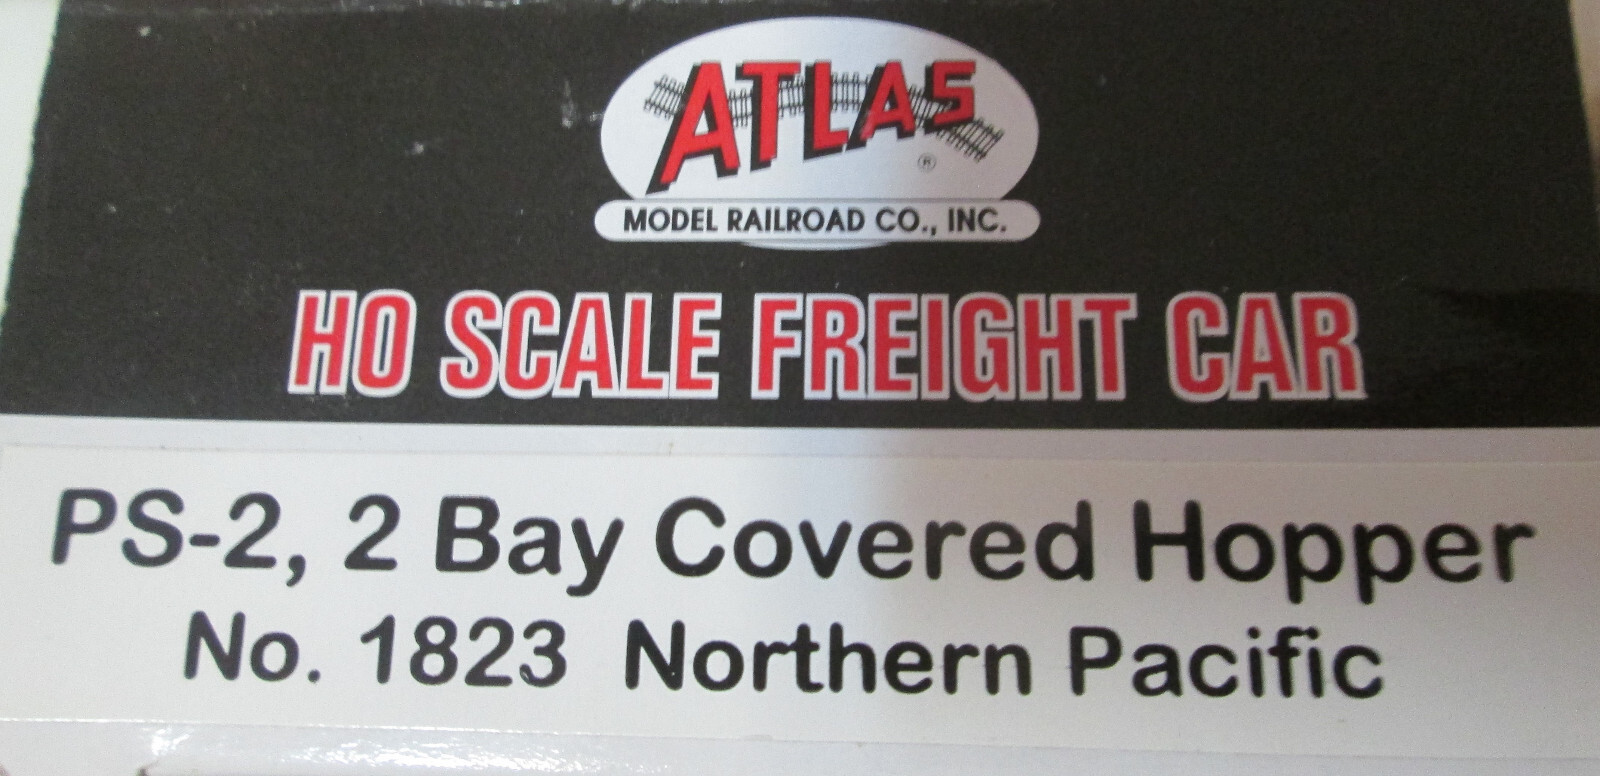 ATLAS
®
MODEL RAILROAD CO., INC.
HO SCALE FREIGHT CAR
PS-2, 2 Bay Covered Hopper
No. 1823 Northern Pacific